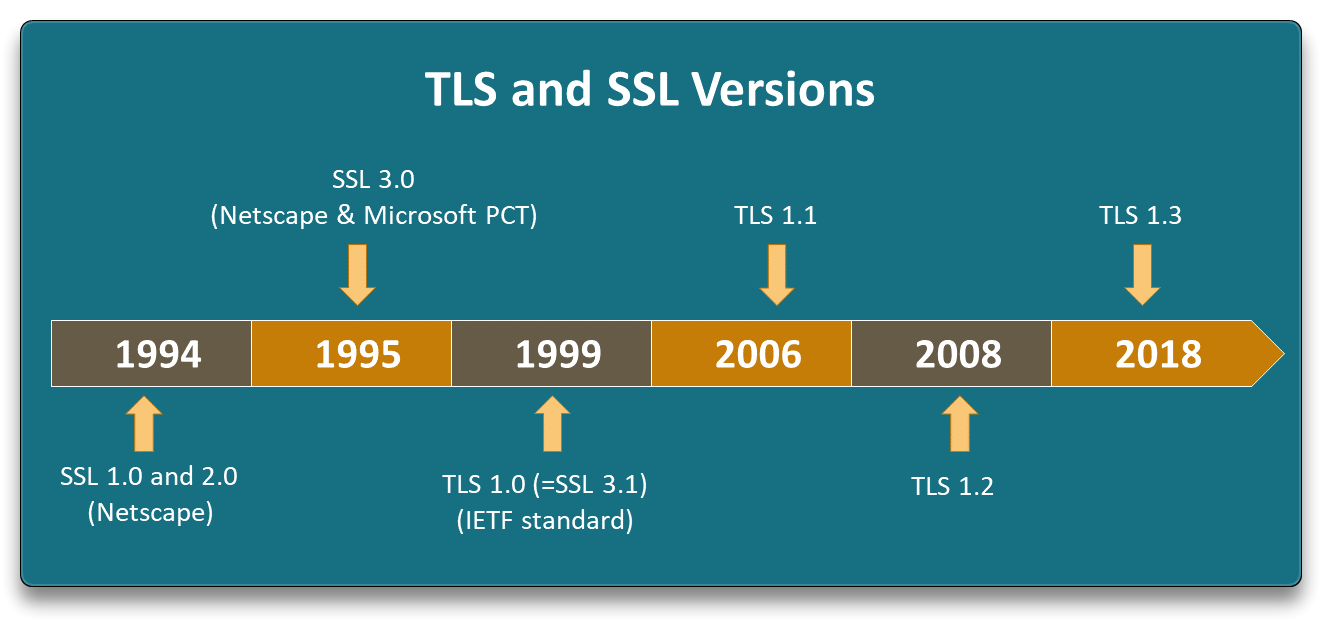 TLS and SSL Versions
SSL 3.0
(Netscape & Microsoft PCT)
TLS 1.1
TLS 1.3
1994
1995
1999
2006
2008
2018
SSL 1.0 and 2.0
(Netscape)
TLS 1.0 (=SSL 3.1)
(IETF standard)
TLS 1.2